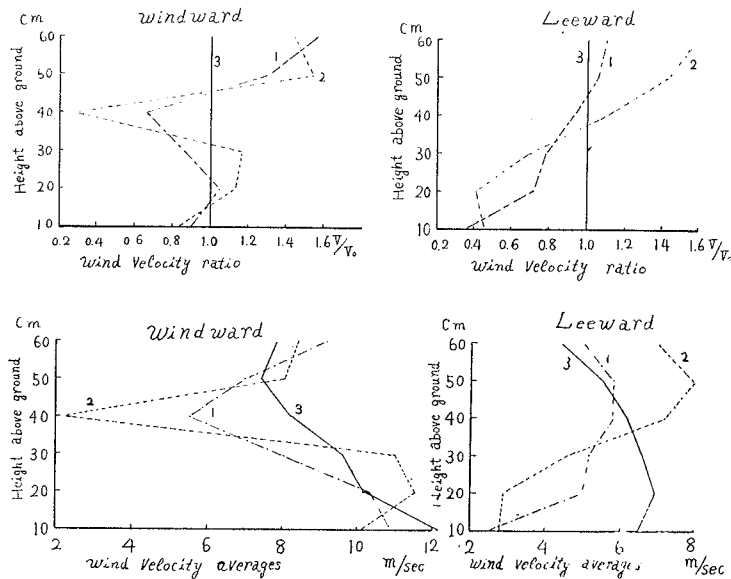 Cm Windward
Height above ground
60
50
40
30
20
10
1
2
3
0.2 0.4 0.6 0.8 1.0 1.2 1.4 1.6 V/V₀
Wind Velocity ratio
Cm Leeward
Height above ground
60
50
40
30
20
10
3
1
2
0.2 0.4 0.6 0.8 1.0 1.2 1.4 1.6 V/V₀
Wind Velocity ratio
Cm Windward
Height above ground
60
50
40
30
20
10
2
1
3
2 4 6 8 10 12
Wind Velocity averages m/sec
Cm Leeward
Height above ground
60
50
40
30
20
10
3
1
2
2 4 6 8
Wind Velocity averages m/sec